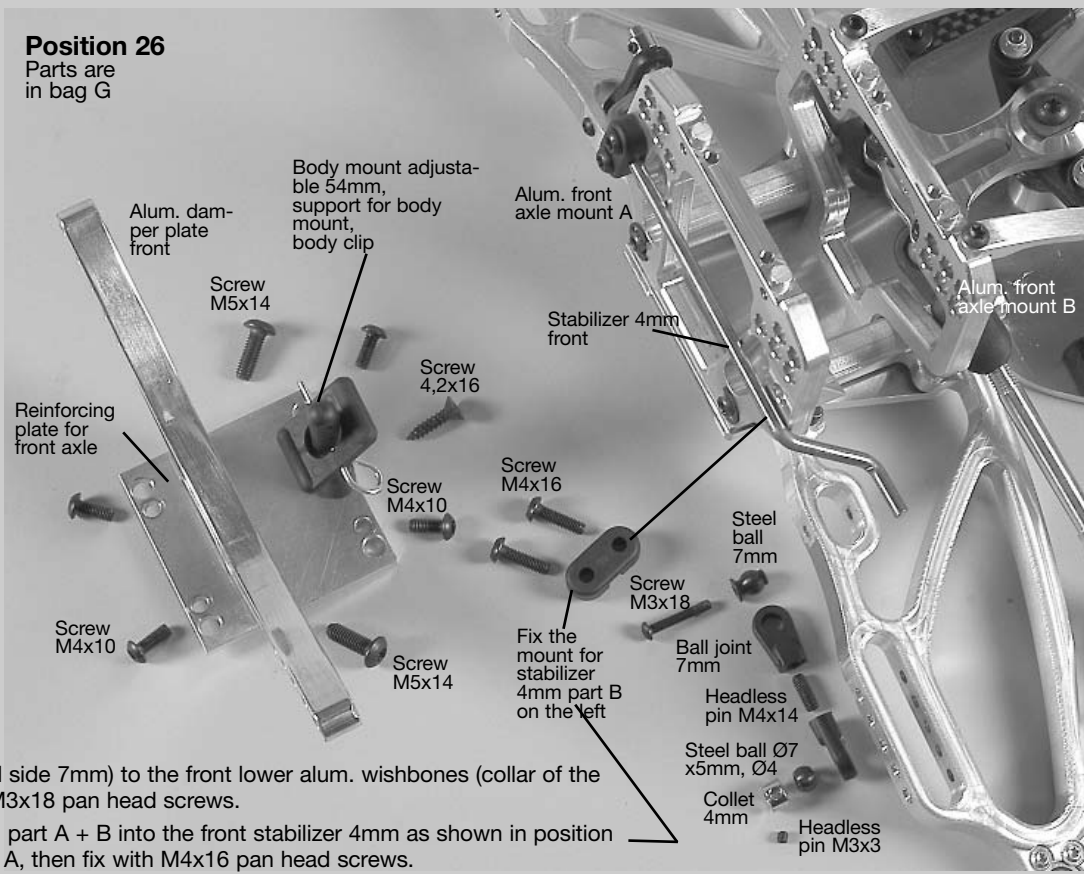 Position 26
Parts are
in bag G
Body mount adjusta-
ble 54mm,
support for body
mount,
body clip
Alum. dam-
per plate
front
Screw
M5x14
Alum. front
axle mount A
Alum. front
axle mount B
Stabilizer 4mm
front
Screw
4,2x16
Reinforcing
plate for
front axle
Screw
M4x10
Screw
M4x16
Steel
ball
7mm
Screw
M3x18
Ball joint
7mm
Screw
M4x10
Screw
M5x14
Fix the
mount for
stabilizer
4mm part B
on the left
Headless
pin M4x14
Steel ball Ø7
x5mm, Ø4
Collet
4mm
Headless
pin M3x3
side 7mm) to the front lower alum. wishbones (collar of the
M3x18 pan head screws.
part A + B into the front stabilizer 4mm as shown in position
A, then fix with M4x16 pan head screws.